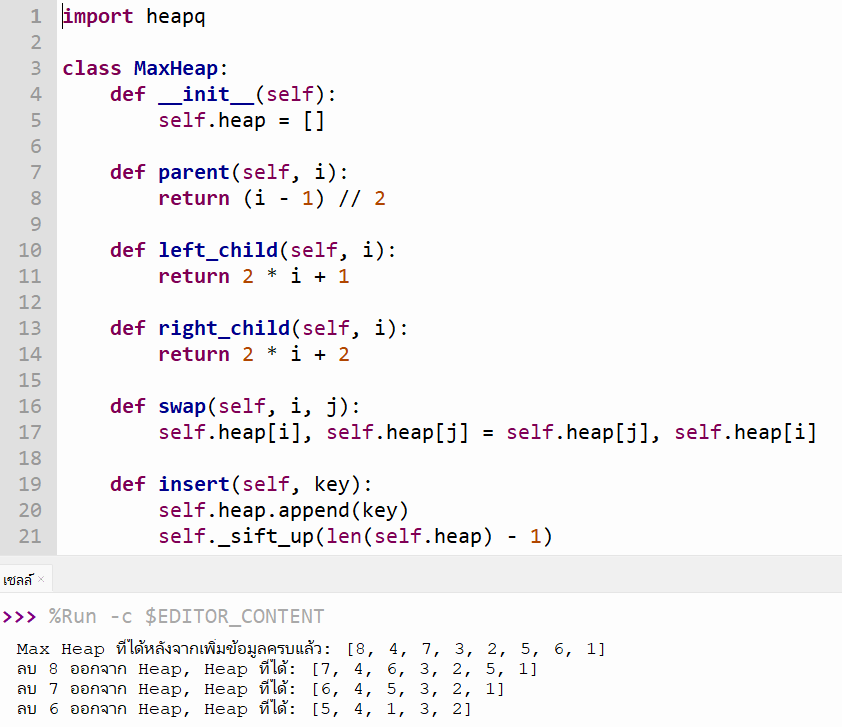 1 import heapq
2
3 class MaxHeap:
4     def __init__(self):
5         self.heap = []
6
7     def parent(self, i):
8         return (i - 1) // 2
9
10     def left_child(self, i):
11         return 2 * i + 1
12
13     def right_child(self, i):
14         return 2 * i + 2
15
16     def swap(self, i, j):
17         self.heap[i], self.heap[j] = self.heap[j], self.heap[i]
18
19     def insert(self, key):
20         self.heap.append(key)
21         self._sift_up(len(self.heap) - 1)
เชลล์ ×
>>> %Run -c $EDITOR_CONTENT
Max Heap ที่ได้หลังจากเพิ่มข้อมูลครบแล้ว: [8, 4, 7, 3, 2, 5, 6, 1]
ลบ 8 ออกจาก Heap, Heap ที่ได้: [7, 4, 6, 3, 2, 5, 1]
ลบ 7 ออกจาก Heap, Heap ที่ได้: [6, 4, 5, 3, 2, 1]
ลบ 6 ออกจาก Heap, Heap ที่ได้: [5, 4, 1, 3, 2]